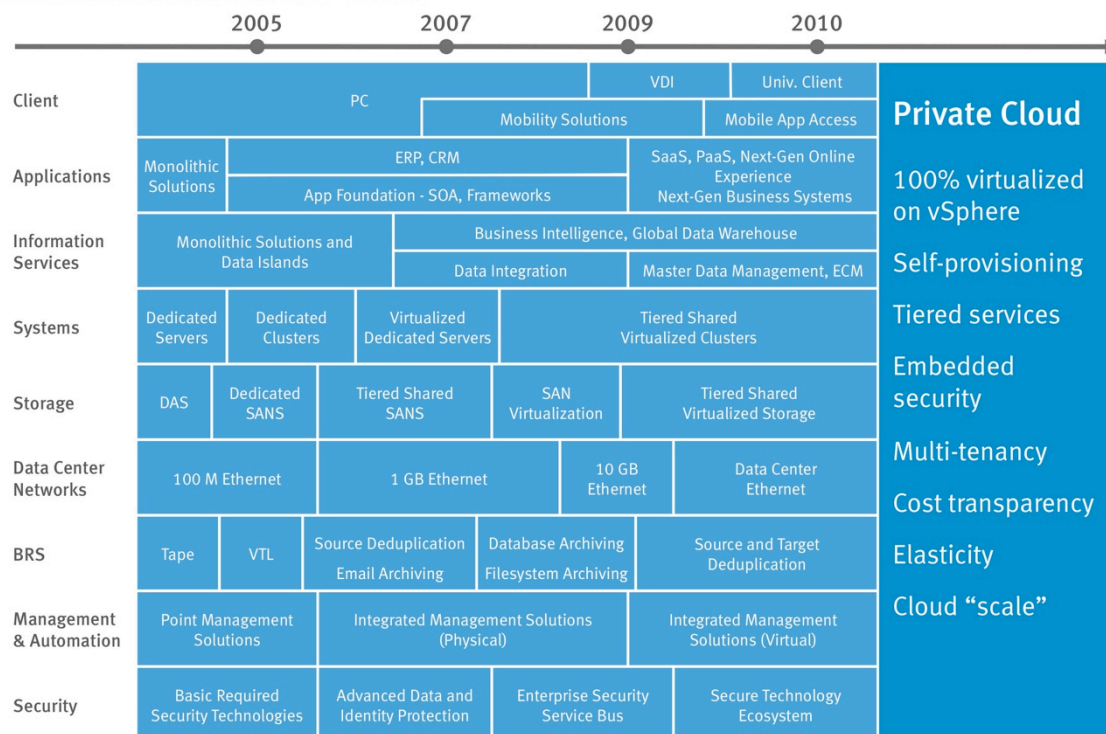 2005 2007 2009 2010
Client
PC
VDI
Univ. Client
Mobility Solutions
Mobile App Access
Applications
Monolithic
Solutions
ERP, CRM
App Foundation - SOA, Frameworks
SaaS, PaaS, Next-Gen Online
Experience
Next-Gen Business Systems
Information
Services
Monolithic Solutions and
Data Islands
Business Intelligence, Global Data Warehouse
Data Integration
Master Data Management, ECM
Systems
Dedicated
Servers
Dedicated
Clusters
Virtualized
Dedicated Servers
Tiered Shared
Virtualized Clusters
Storage
DAS
Dedicated
SANS
Tiered Shared
SANS
SAN
Virtualization
Tiered Shared
Virtualized Storage
Data Center
Networks
100 M Ethernet
1 GB Ethernet
10 GB
Ethernet
Data Center
Ethernet
BRS
Tape
VTL
Source Deduplication
Email Archiving
Database Archiving
Filesystem Archiving
Source and Target
Deduplication
Management
& Automation
Point Management
Solutions
Integrated Management Solutions
(Physical)
Integrated Management
Solutions (Virtual)
Security
Basic Required
Security Technologies
Advanced Data and
Identity Protection
Enterprise Security
Service Bus
Secure Technology
Ecosystem
Private Cloud
100% virtualized
on vSphere
Self-provisioning
Tiered services
Embedded
security
Multi-tenancy
Cost transparency
Elasticity
Cloud “scale”